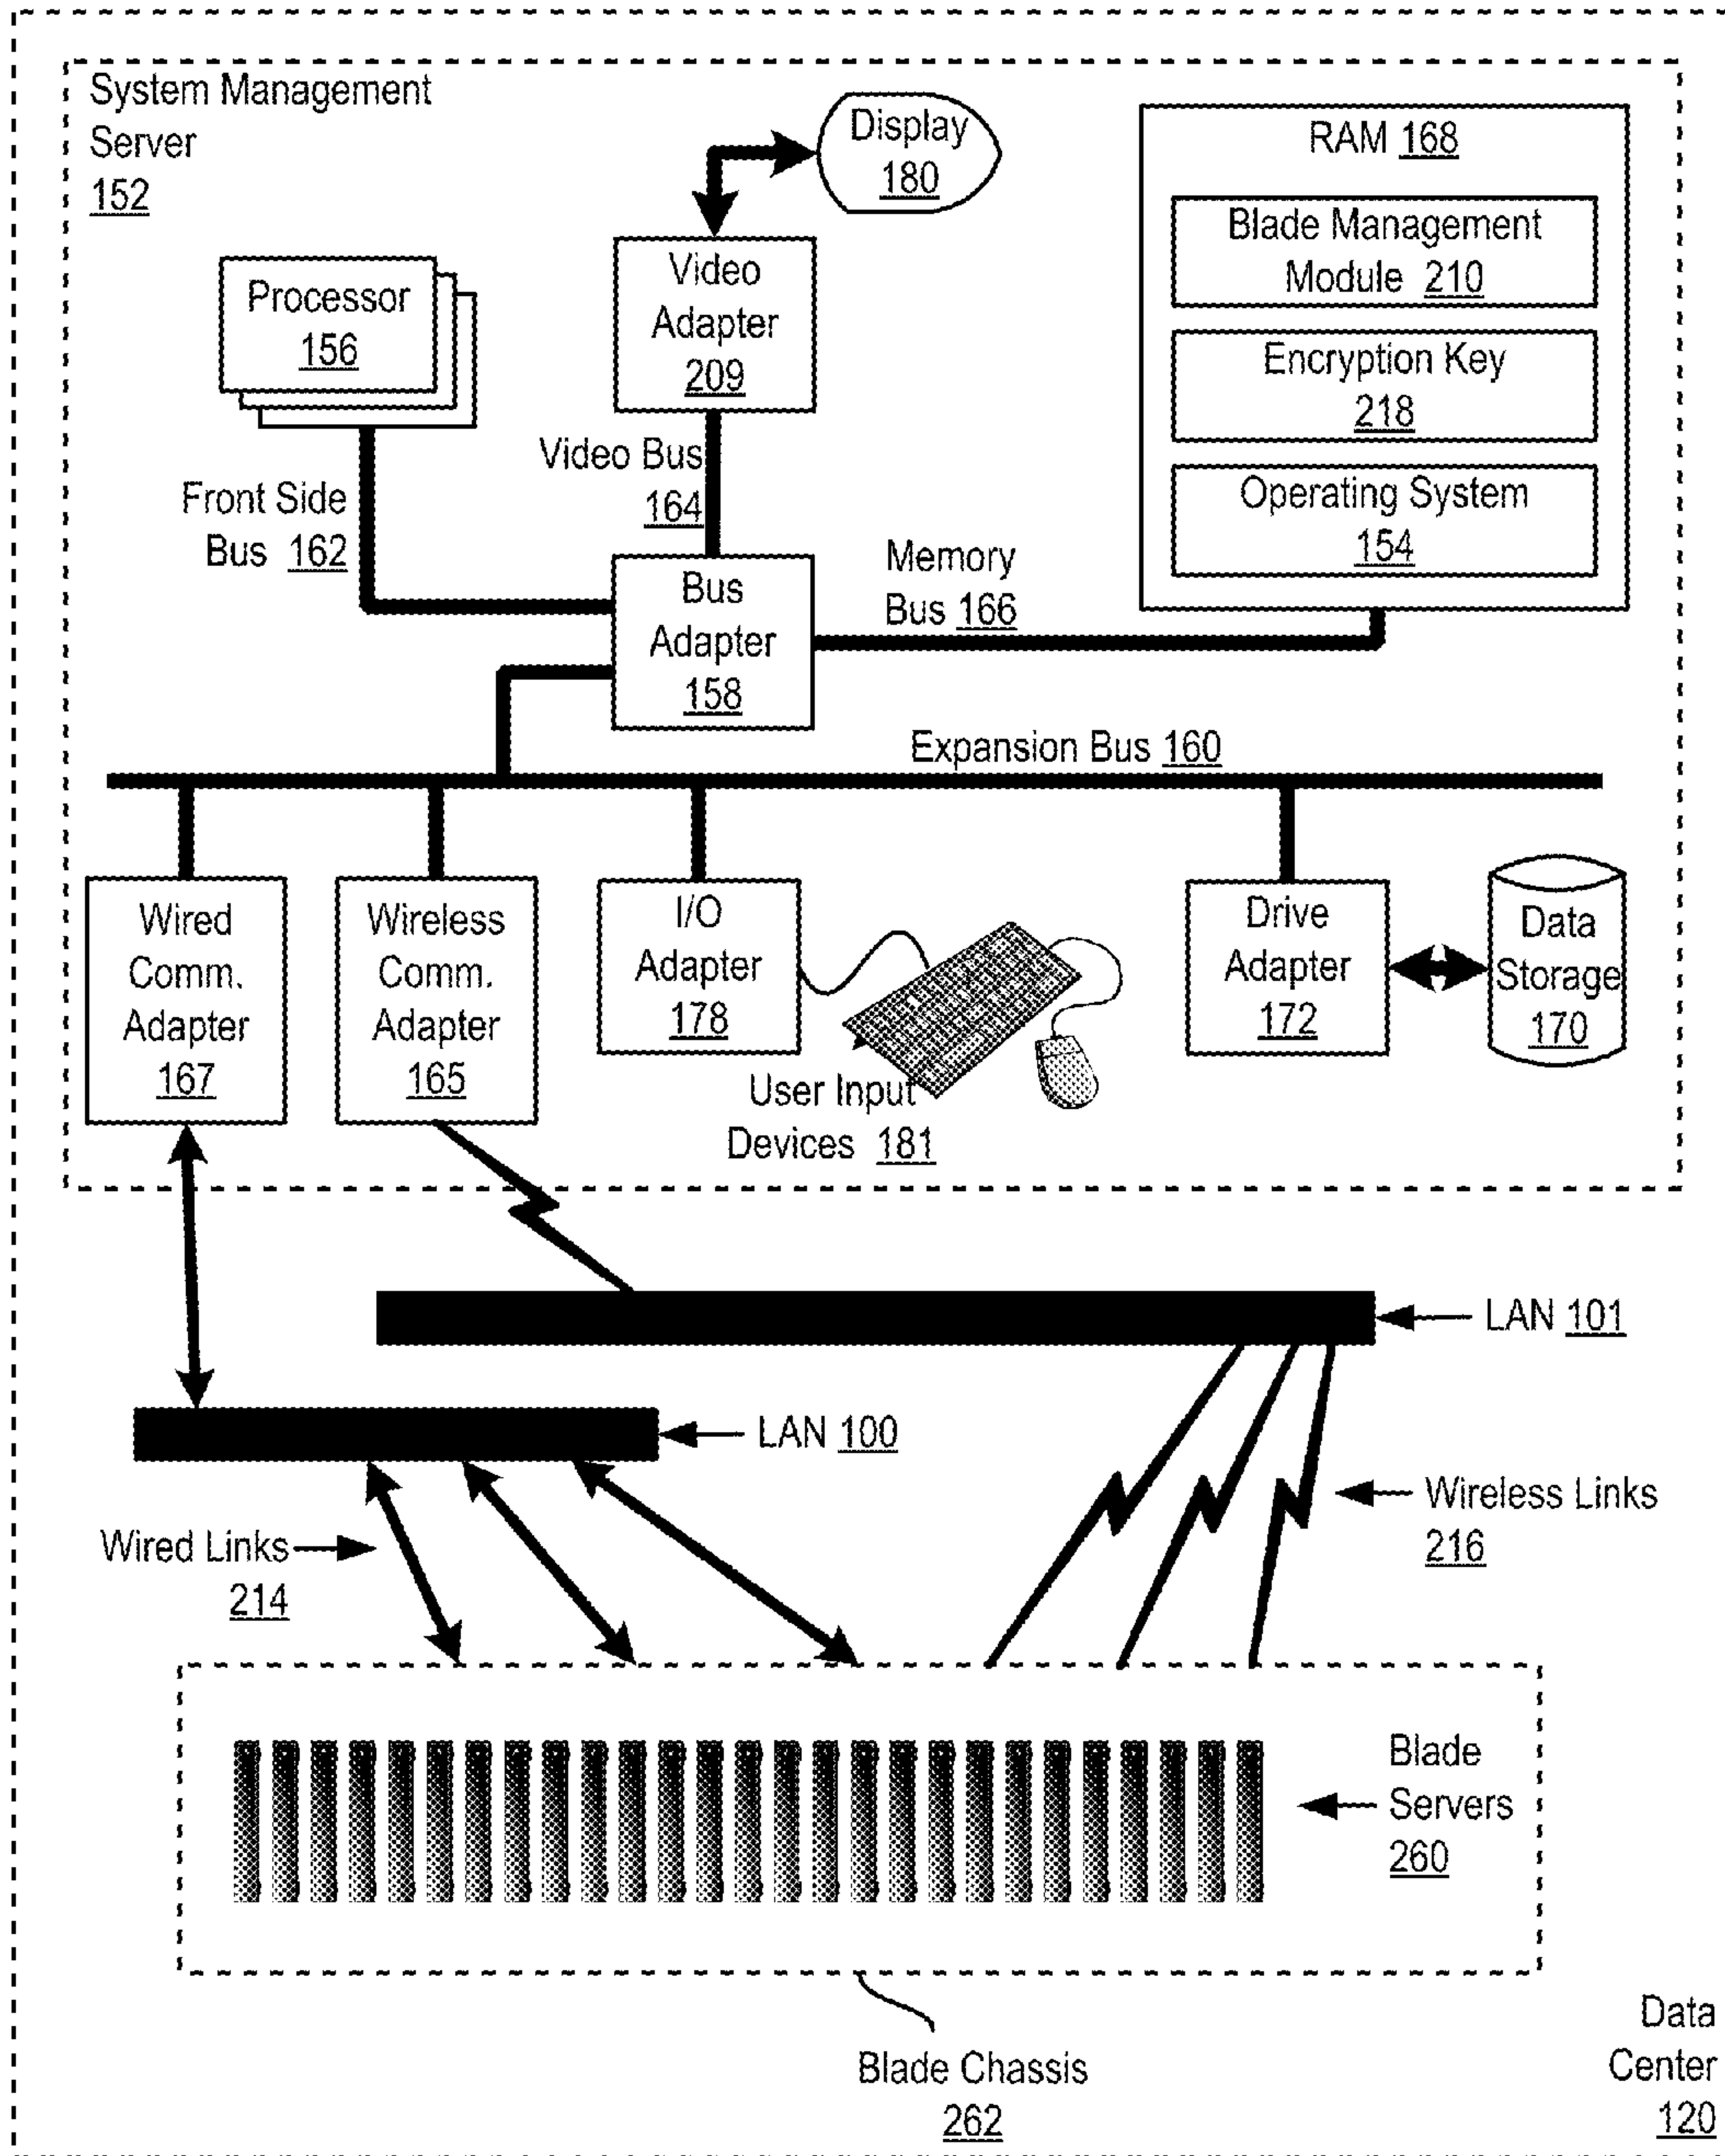 System Management
Server
152
Display
180
RAM 168
Blade Management
Module 210
Encryption Key
218
Operating System
154
Processor
156
Video
Adapter
209
Video Bus
164
Front Side
Bus 162
Bus
Adapter
158
Memory
Bus 166
Expansion Bus 160
Wired
Comm.
Adapter
167
Wireless
Comm.
Adapter
165
I/O
Adapter
178
User Input
Devices 181
Drive
Adapter
172
Data
Storage
170
LAN 101
LAN 100
Wired Links
214
Wireless Links
216
Blade
Servers
260
Blade Chassis
262
Data
Center
120